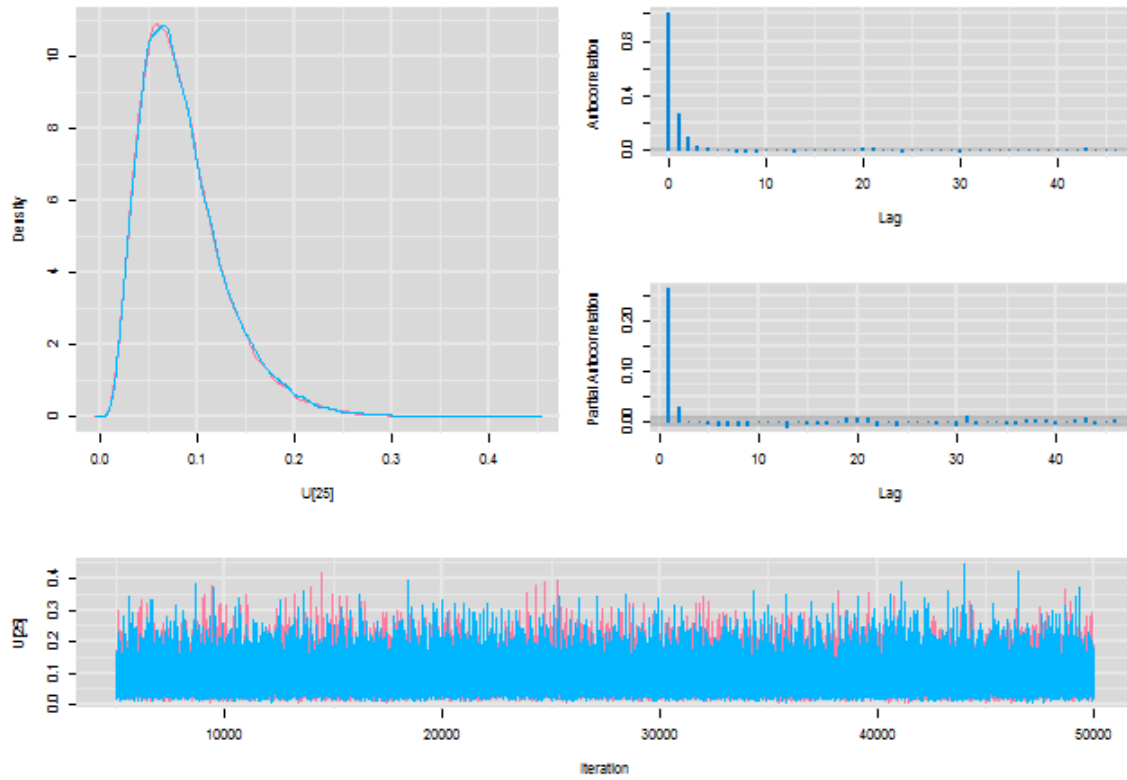 Density
10
8
6
4
2
0
0.0 0.1 0.2 0.3 0.4
U[25]
Autocorrelation
0.8
0.4
0.0
0 10 20 30 40
Lag
Partial Autocorrelation
0.20
0.10
0.00
0 10 20 30 40
Lag
U[25]
0.4
0.3
0.2
0.1
0.0
10000 20000 30000 40000 50000
Iteration